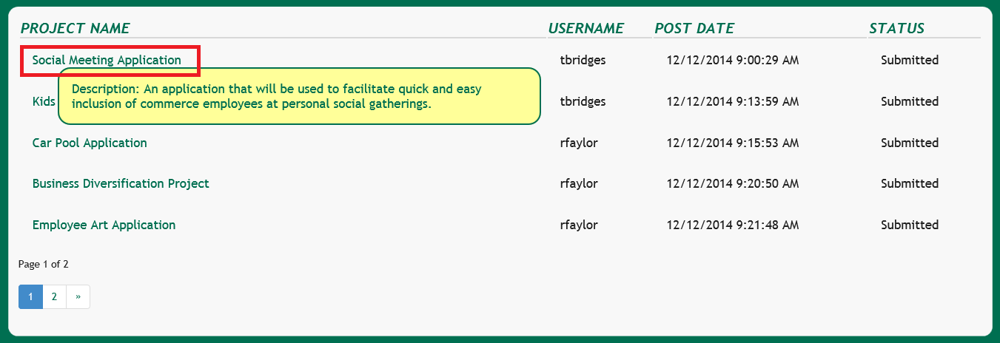 PROJECT NAME USERNAME POST DATE STATUS
Social Meeting Application tbridges 12/12/2014 9:00:29 AM Submitted
Description: An application that will be used to facilitate quick and easy
inclusion of commerce employees at personal social gatherings.
Kids tbridges 12/12/2014 9:13:59 AM Submitted
Car Pool Application rfaylor 12/12/2014 9:15:53 AM Submitted
Business Diversification Project rfaylor 12/12/2014 9:20:50 AM Submitted
Employee Art Application rfaylor 12/12/2014 9:21:48 AM Submitted
Page 1 of 2
1 2 »